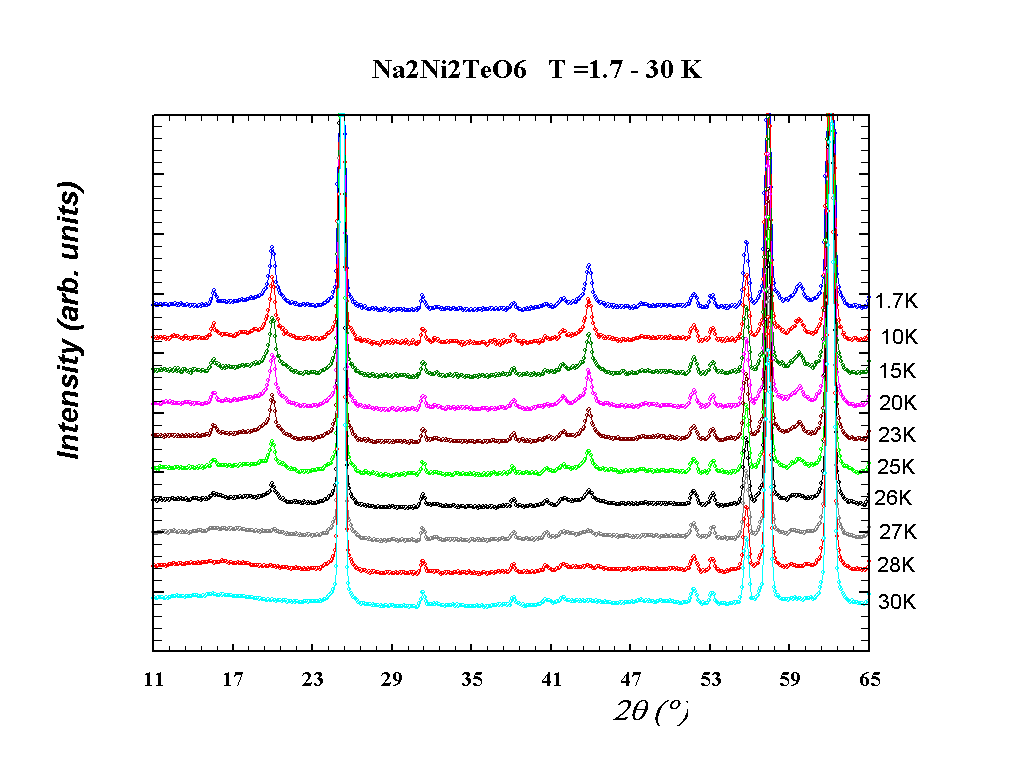 Na2Ni2TeO6 T =1.7 - 30 K
Intensity (arb. units)
1.7K
10K
15K
20K
23K
25K
26K
27K
28K
30K
11 17 23 29 35 41 47 53 59 65
2θ (°)